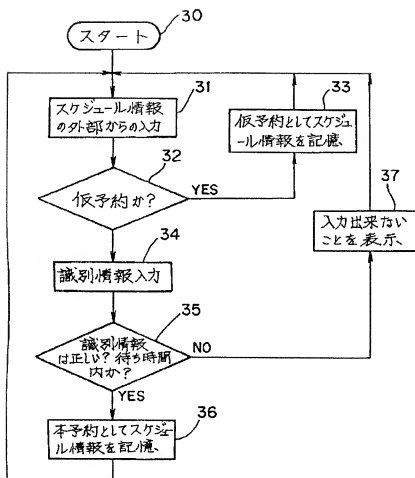 30
スタート
31
スケジュール情報
の外部からの入力
33
仮予約としてスケジュ
ール情報を記憶、
32
仮予約か?
YES
37
入力出来ない
ことを表示、
34
識別情報入力
35
識別情報
は正しい?待ち時間
内か?
NO
YES
36
本予約としてスケジュ
ール情報を記憶、